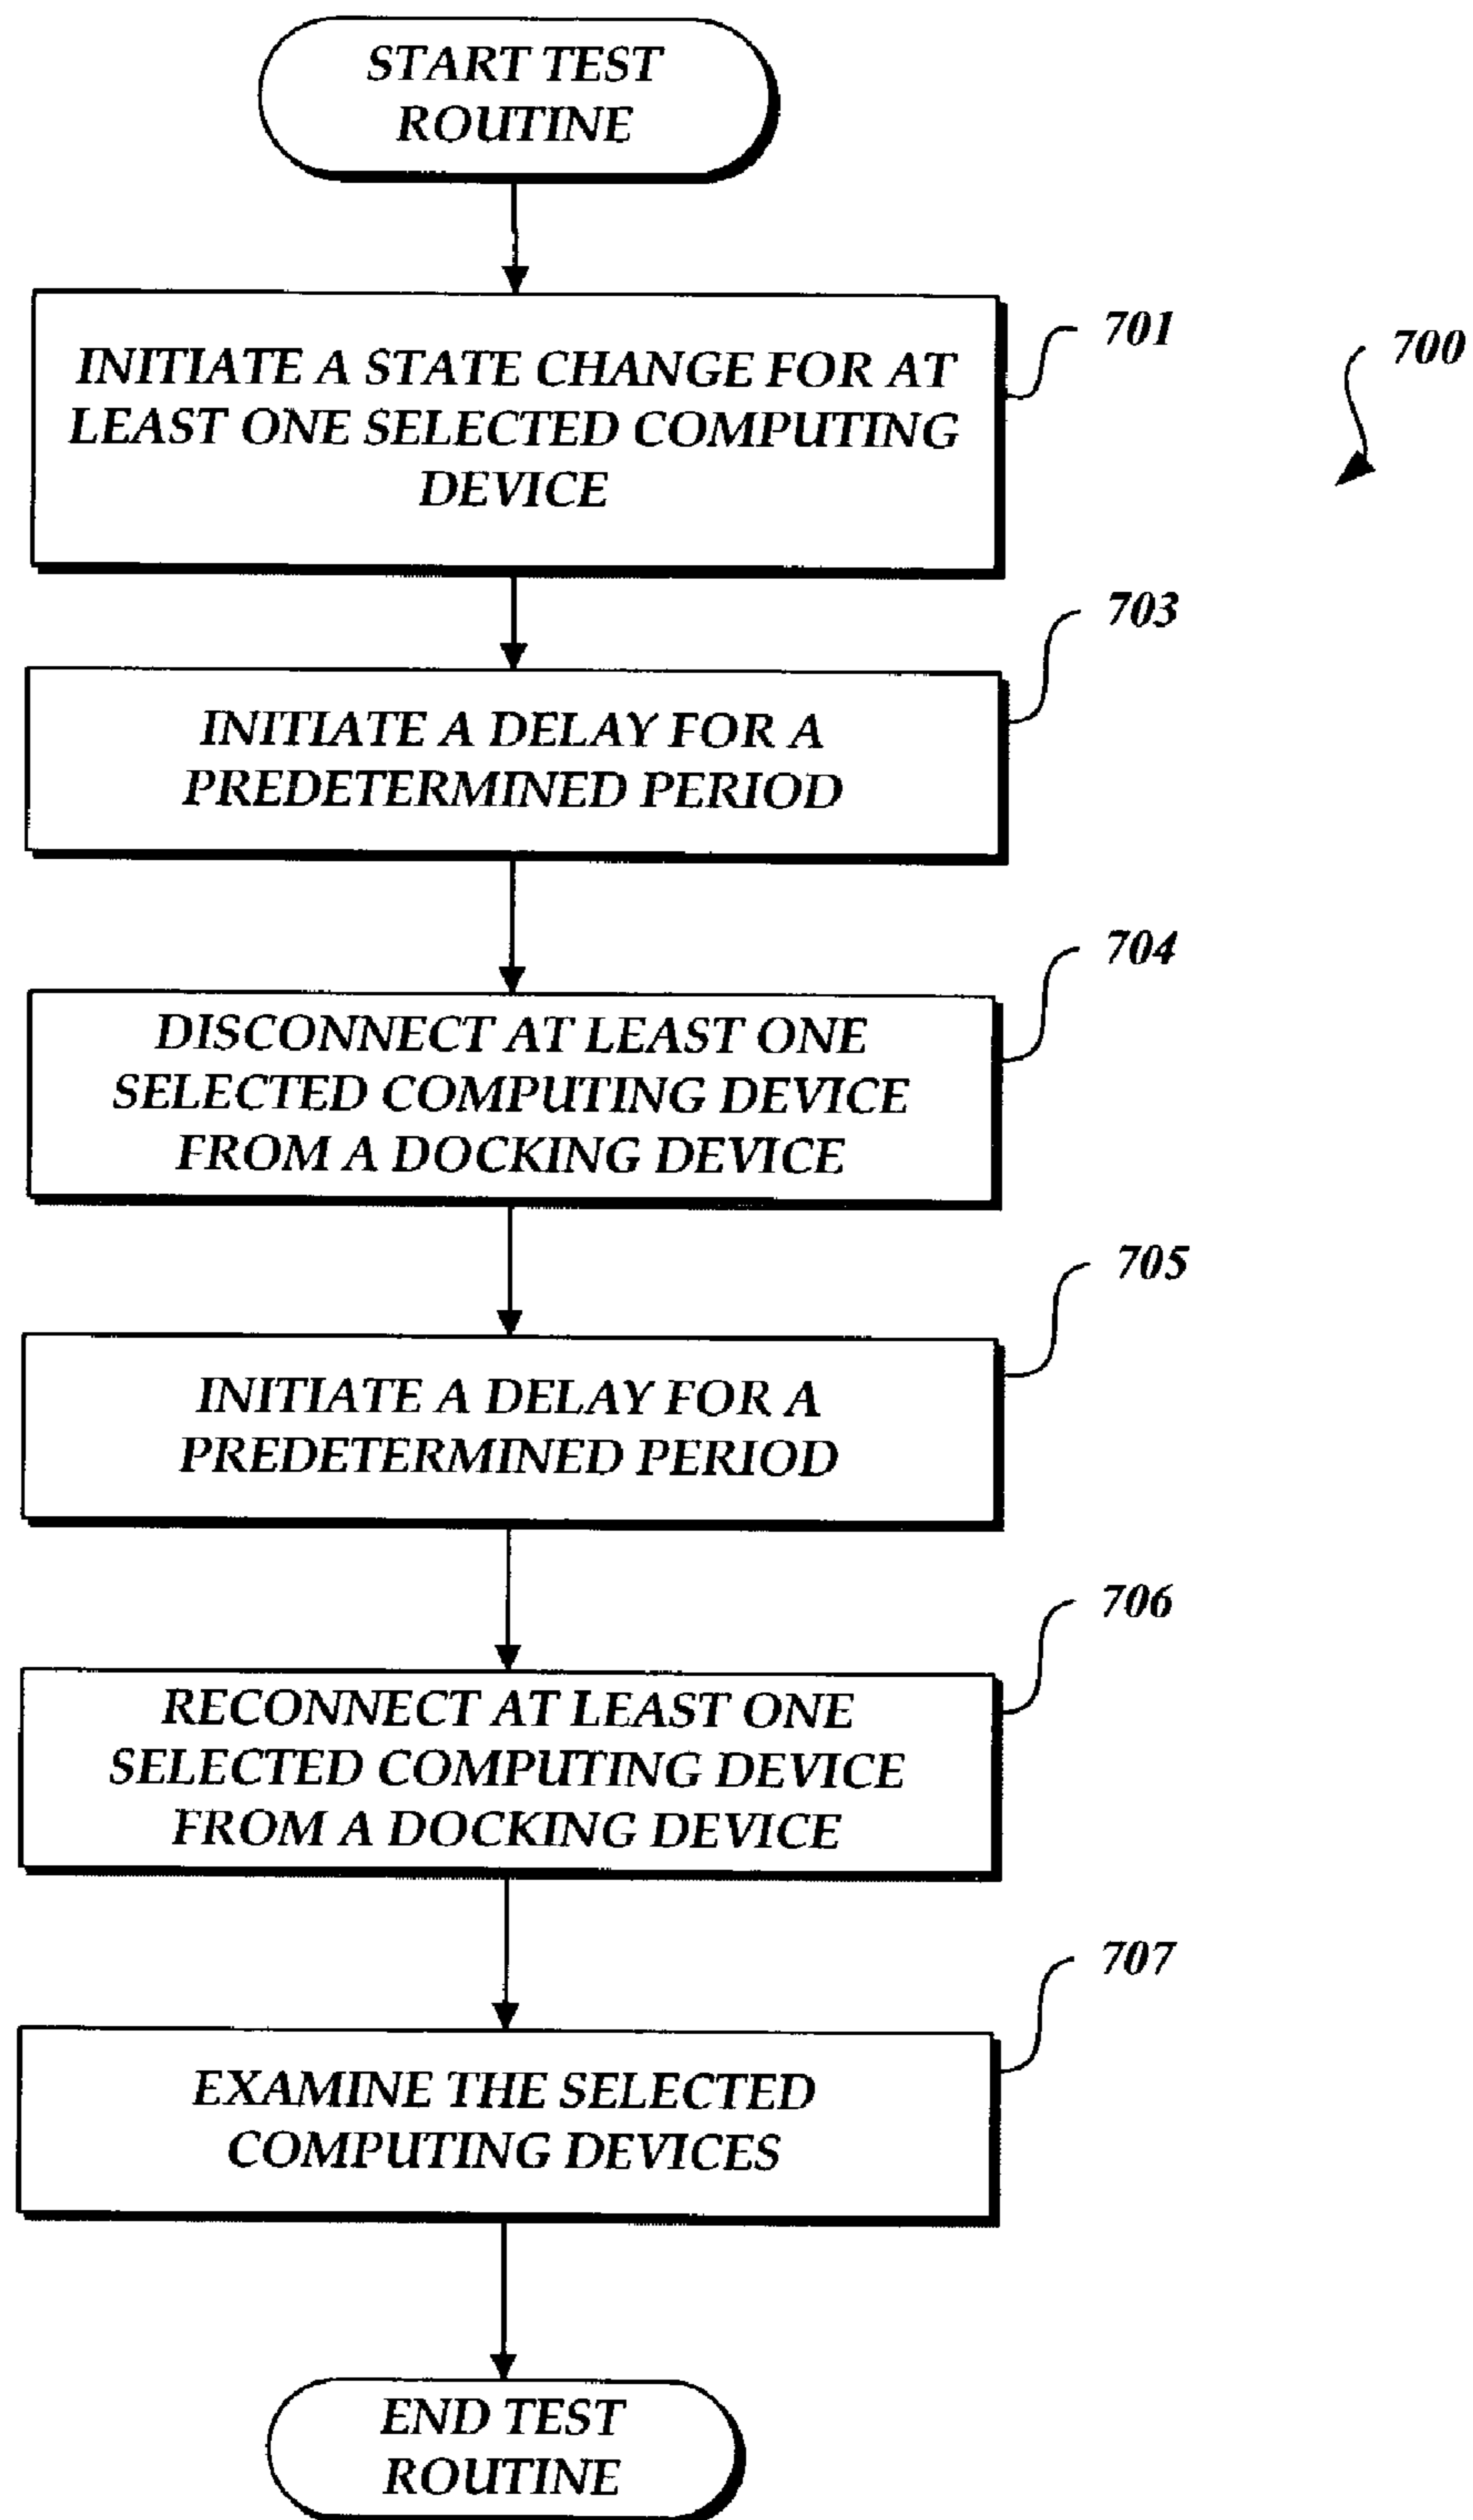 START TEST
ROUTINE
INITIATE A STATE CHANGE FOR AT
LEAST ONE SELECTED COMPUTING
DEVICE
701
700
INITIATE A DELAY FOR A
PREDETERMINED PERIOD
703
DISCONNECT AT LEAST ONE
SELECTED COMPUTING DEVICE
FROM A DOCKING DEVICE
704
INITIATE A DELAY FOR A
PREDETERMINED PERIOD
705
RECONNECT AT LEAST ONE
SELECTED COMPUTING DEVICE
FROM A DOCKING DEVICE
706
EXAMINE THE SELECTED
COMPUTING DEVICES
707
END TEST
ROUTINE